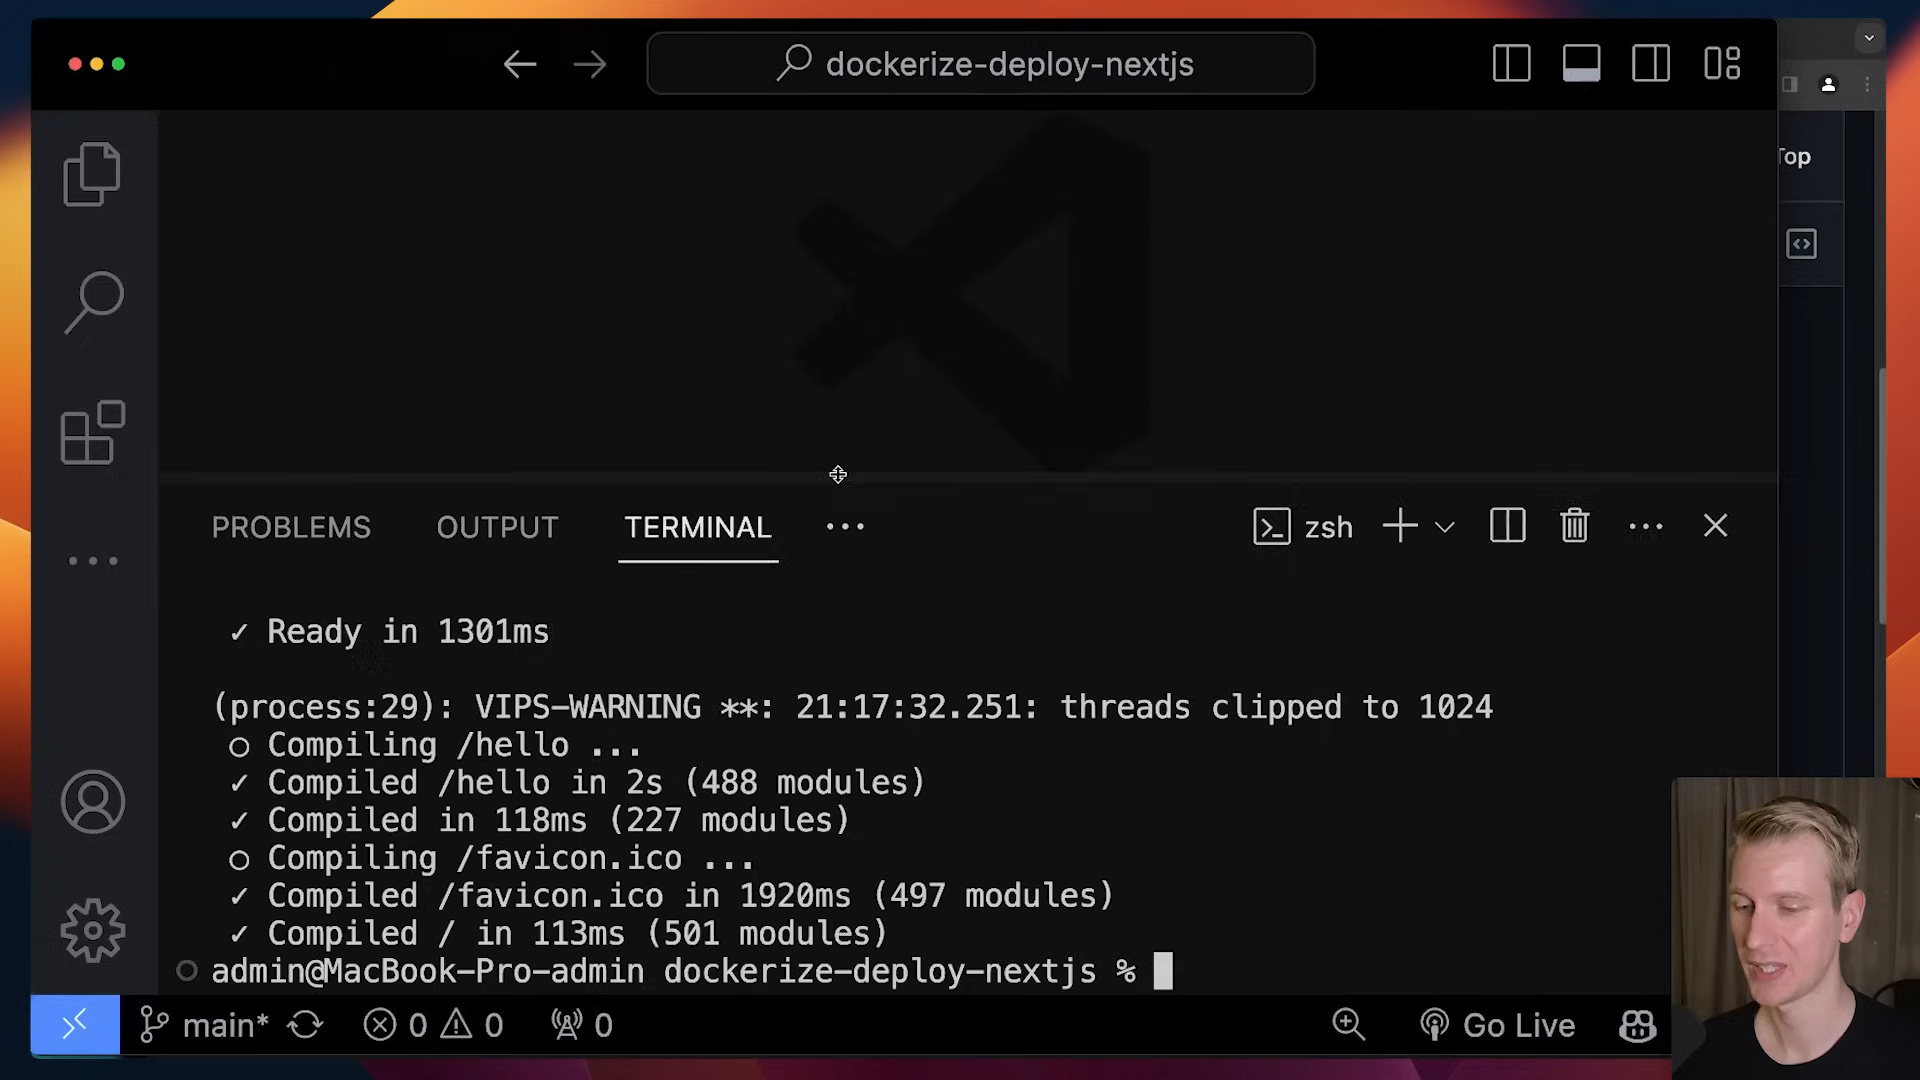 dockerize-deploy-nextjs
Top
PROBLEMS OUTPUT TERMINAL ... zsh
✓ Ready in 1301ms
(process:29): VIPS-WARNING **: 21:17:32.251: threads clipped to 1024
○ Compiling /hello ...
✓ Compiled /hello in 2s (488 modules)
✓ Compiled in 118ms (227 modules)
○ Compiling /favicon.ico ...
✓ Compiled /favicon.ico in 1920ms (497 modules)
✓ Compiled / in 113ms (501 modules)
admin@MacBook-Pro-admin dockerize-deploy-nextjs %
main* 0 0 0 Go Live